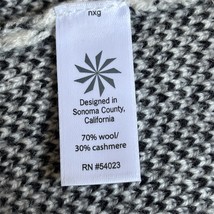 nxg
Designed in
Sonoma County,
California
70% wool/
30% cashmere
RN #54023